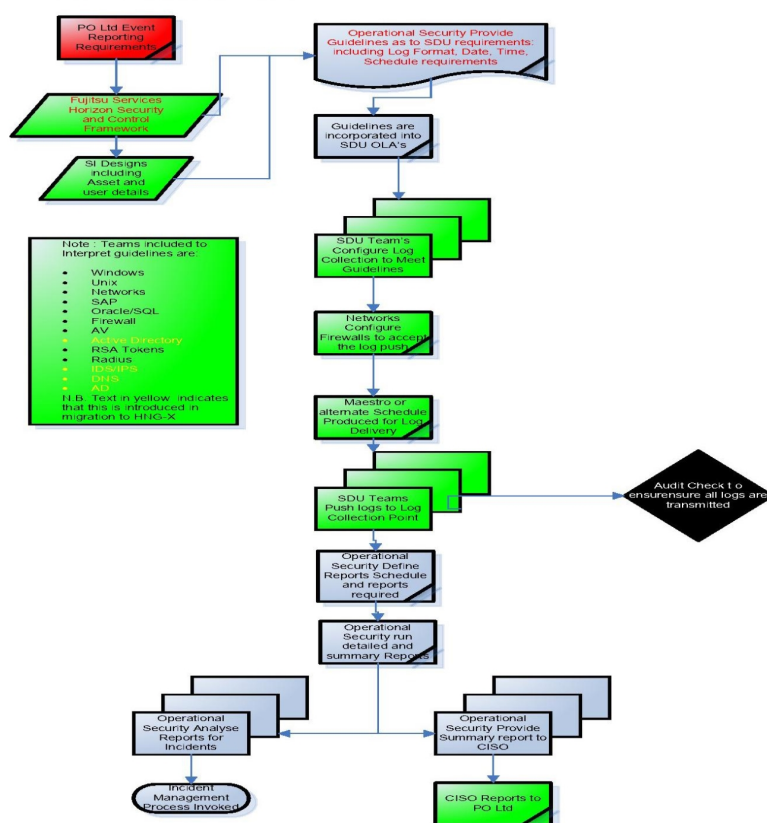 PO Ltd Event
Reporting
Requirements
Fujitsu Services
Horizon Security
and Control
Framework
SI Designs
including
Asset and
user details
Operational Security Provide
Guidelines as to SDU requirements:
including Log Format, Date, Time,
Schedule requirements
Guidelines are
incorporated into
SDU OLA's
SDU Team's
Configure Log
Collection to Meet
Guidelines
Note : Teams included to
Interpret guidelines are:
• Windows
• Unix
• Networks
• SAP
• Oracle/SQL
• Firewall
• AV
• Active Directory
• RSA Tokens
• Radius
• IDS/IPS
• DNS
• AD
N.B. Text in yellow indicates
that this is introduced in
migration to HNG-X
Networks
Configure
Firewalls to accept
the log push
Maestro or
alternate Schedule
Produced for Log
Delivery
SDU Teams
Push logs to Log
Collection Point
Audit Check t o
ensurensure all logs are
transmitted
Operational
Security Define
Reports Schedule
and reports
required
Operational
Security run
detailed and
summary Reports
Operational
Security Analyse
Reports for
Incidents
Operational
Security Provide
Summary report to
CISO
Incident
Management
Process Invoked
CISO Reports to
PO Ltd